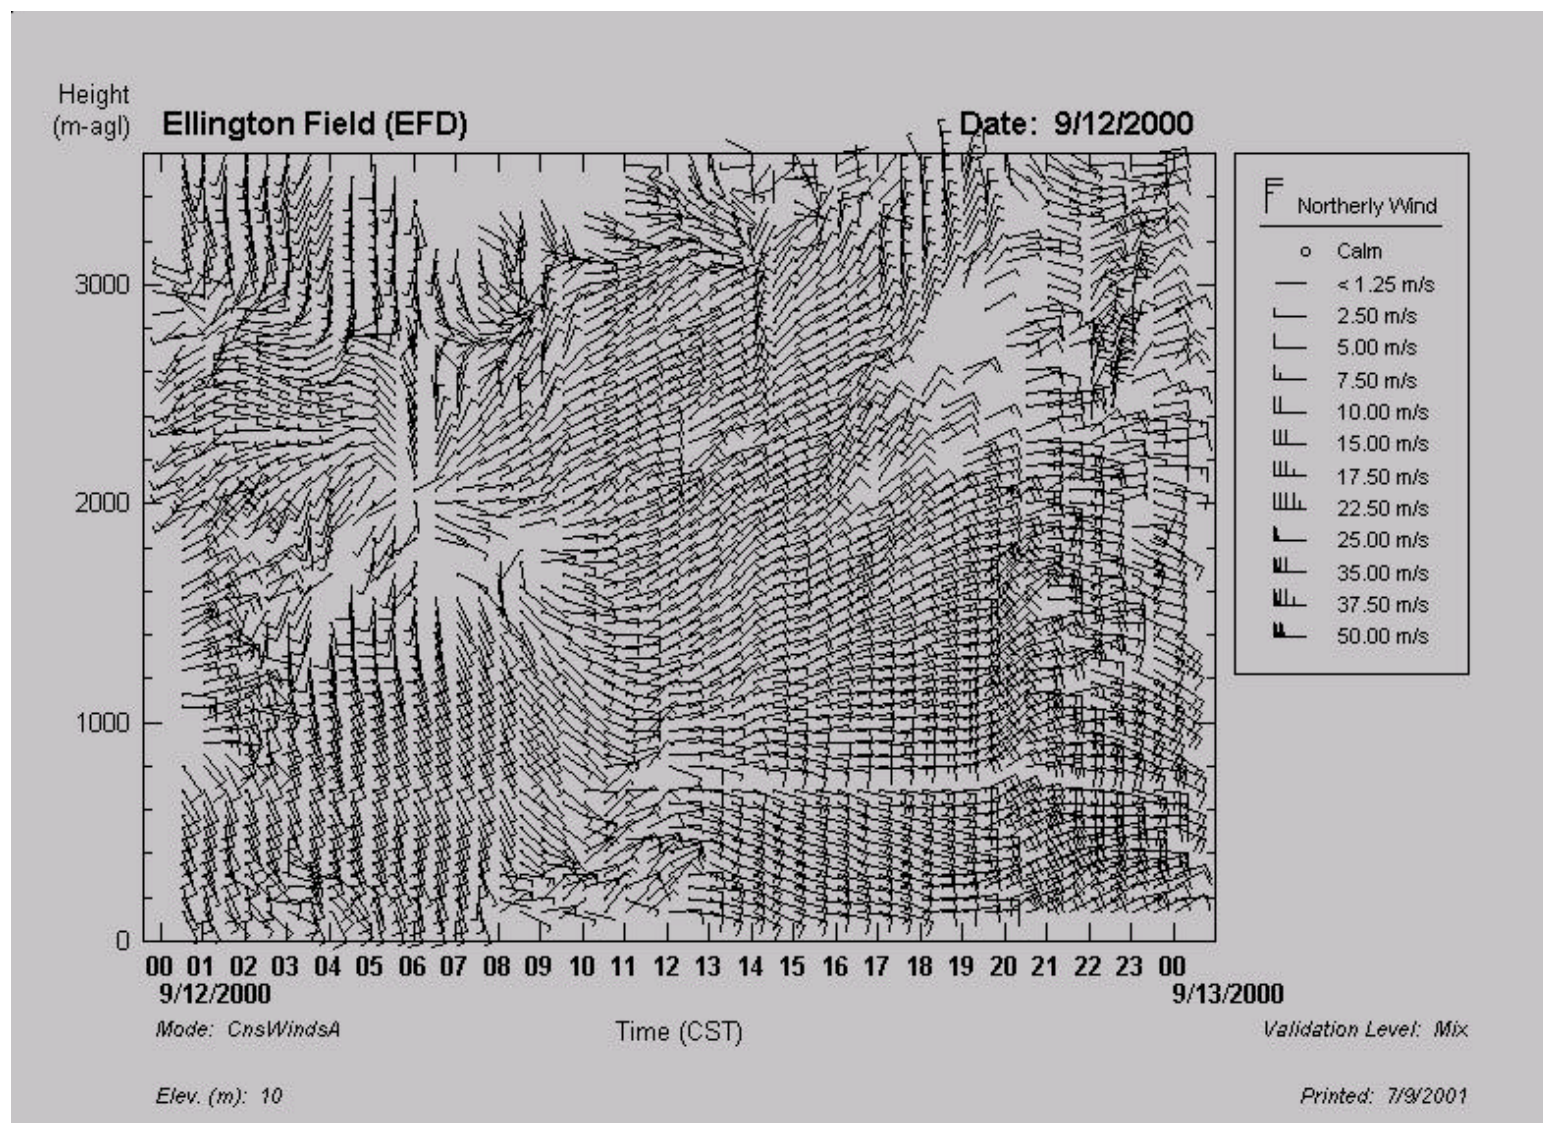 Height
(m-agl)
Ellington Field (EFD)
Date: 9/12/2000
3000
2000
1000
0
00 01 02 03 04 05 06 07 08 09 10 11 12 13 14 15 16 17 18 19 20 21 22 23 00
9/12/2000
9/13/2000
Time (CST)
Mode: CnsWindsA
Validation Level: Mix
Elev. (m): 10
Printed: 7/9/2001
Northerly Wind
Calm
< 1.25 m/s
2.50 m/s
5.00 m/s
7.50 m/s
10.00 m/s
15.00 m/s
17.50 m/s
22.50 m/s
25.00 m/s
35.00 m/s
37.50 m/s
50.00 m/s